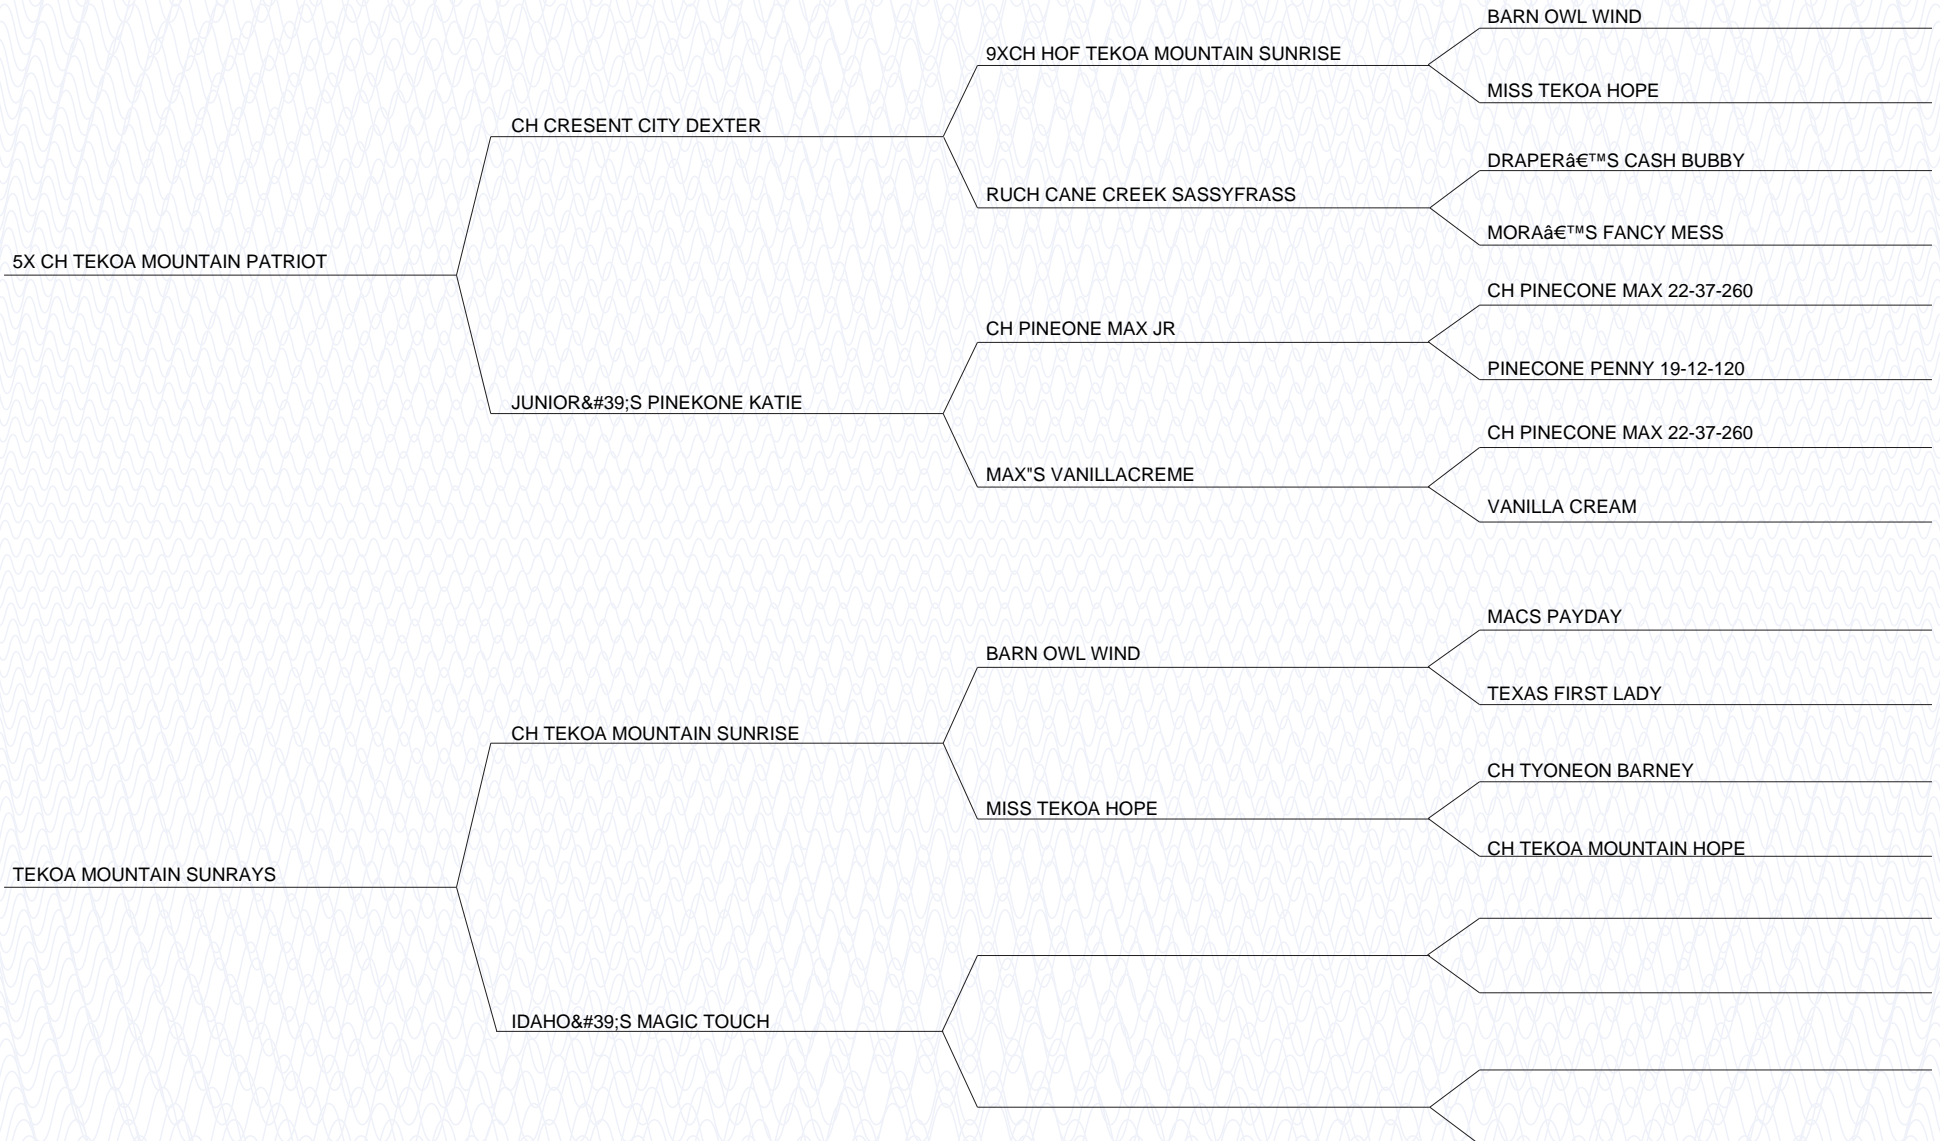 BARN OWL WIND
9XCH HOF TEKOA MOUNTAIN SUNRISE
MISS TEKOA HOPE
CH CRESENT CITY DEXTER
DRAPERâ€™S CASH BUBBY
RUCH CANE CREEK SASSYFRASS
MORAâ€™S FANCY MESS
5X CH TEKOA MOUNTAIN PATRIOT
CH PINECONE MAX 22-37-260
CH PINEONE MAX JR
PINECONE PENNY 19-12-120
JUNIOR&#39;S PINEKONE KATIE
CH PINECONE MAX 22-37-260
MAX"S VANILLACREME
VANILLA CREAM
MACS PAYDAY
BARN OWL WIND
TEXAS FIRST LADY
CH TEKOA MOUNTAIN SUNRISE
CH TYONEON BARNEY
MISS TEKOA HOPE
CH TEKOA MOUNTAIN HOPE
TEKOA MOUNTAIN SUNRAYS
IDAHO&#39;S MAGIC TOUCH